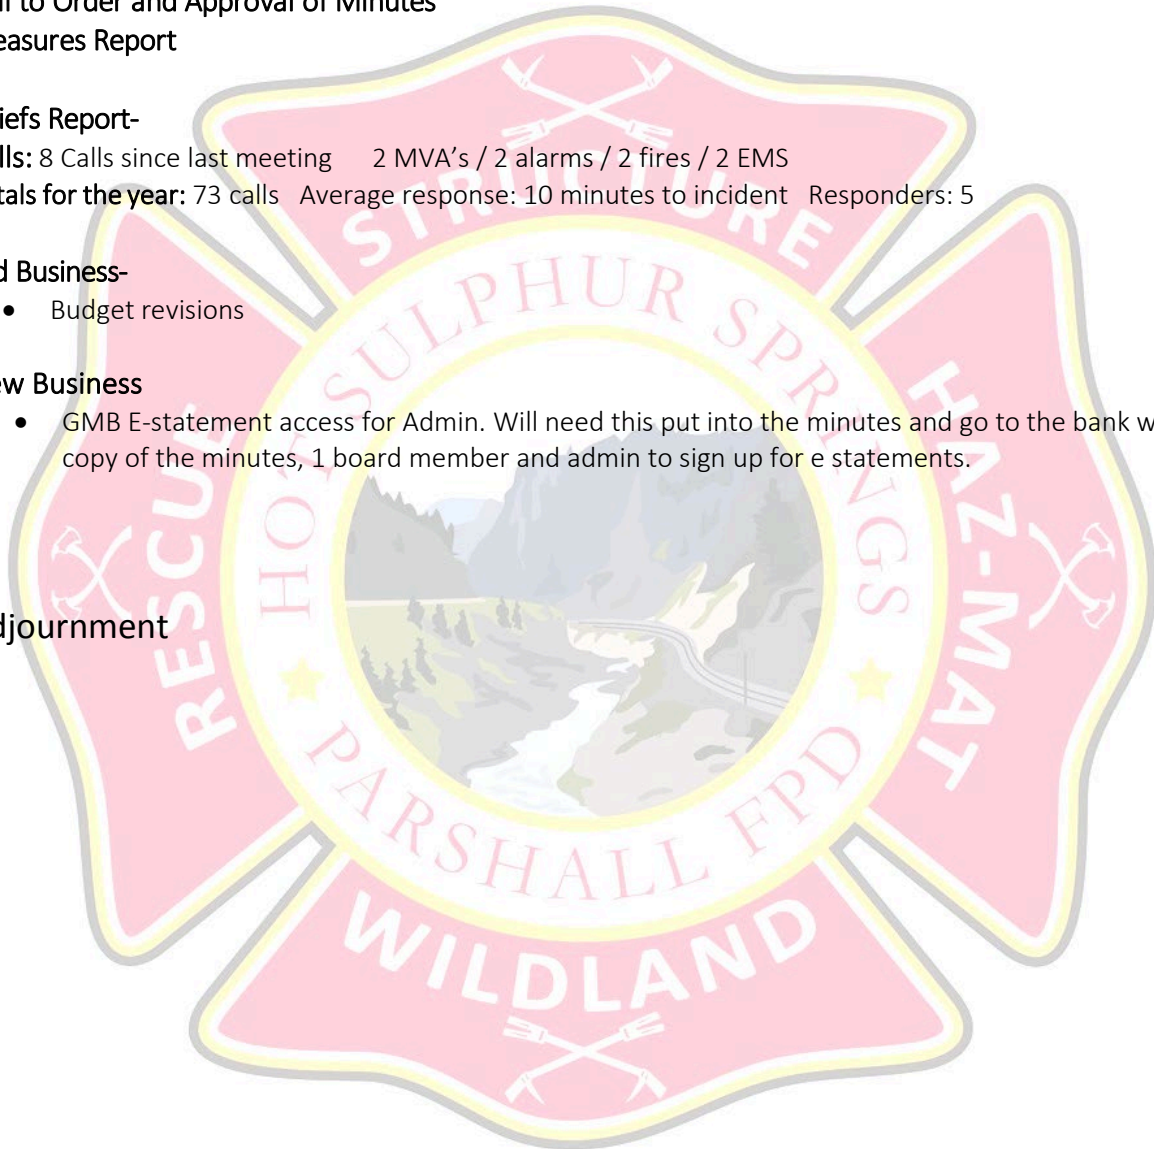 ll to Order and Approval of Minutes
easures Report
iefs Report-
lls: 8 Calls since last meeting 2 MVA's / 2 alarms / 2 fires / 2 EMS
tals for the year: 73 calls Average response: 10 minutes to incident Responders: 5
d Business-
• Budget revisions
ew Business
• GMB E-statement access for Admin. Will need this put into the minutes and go to the bank w
copy of the minutes, 1 board member and admin to sign up for e statements.
djournment
STRUCTURE
HOT SULPHUR SPRINGS
RESCUE
HAZ-MAT
PARSHALL FPD
WILDLAND